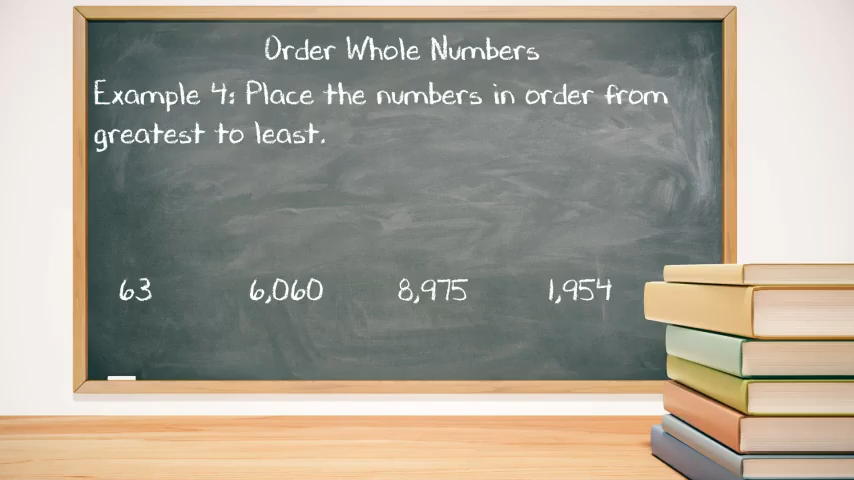 Order Whole Numbers
Example 4: Place the numbers in order from
greatest to least.
63 6,060 8,975 1,954